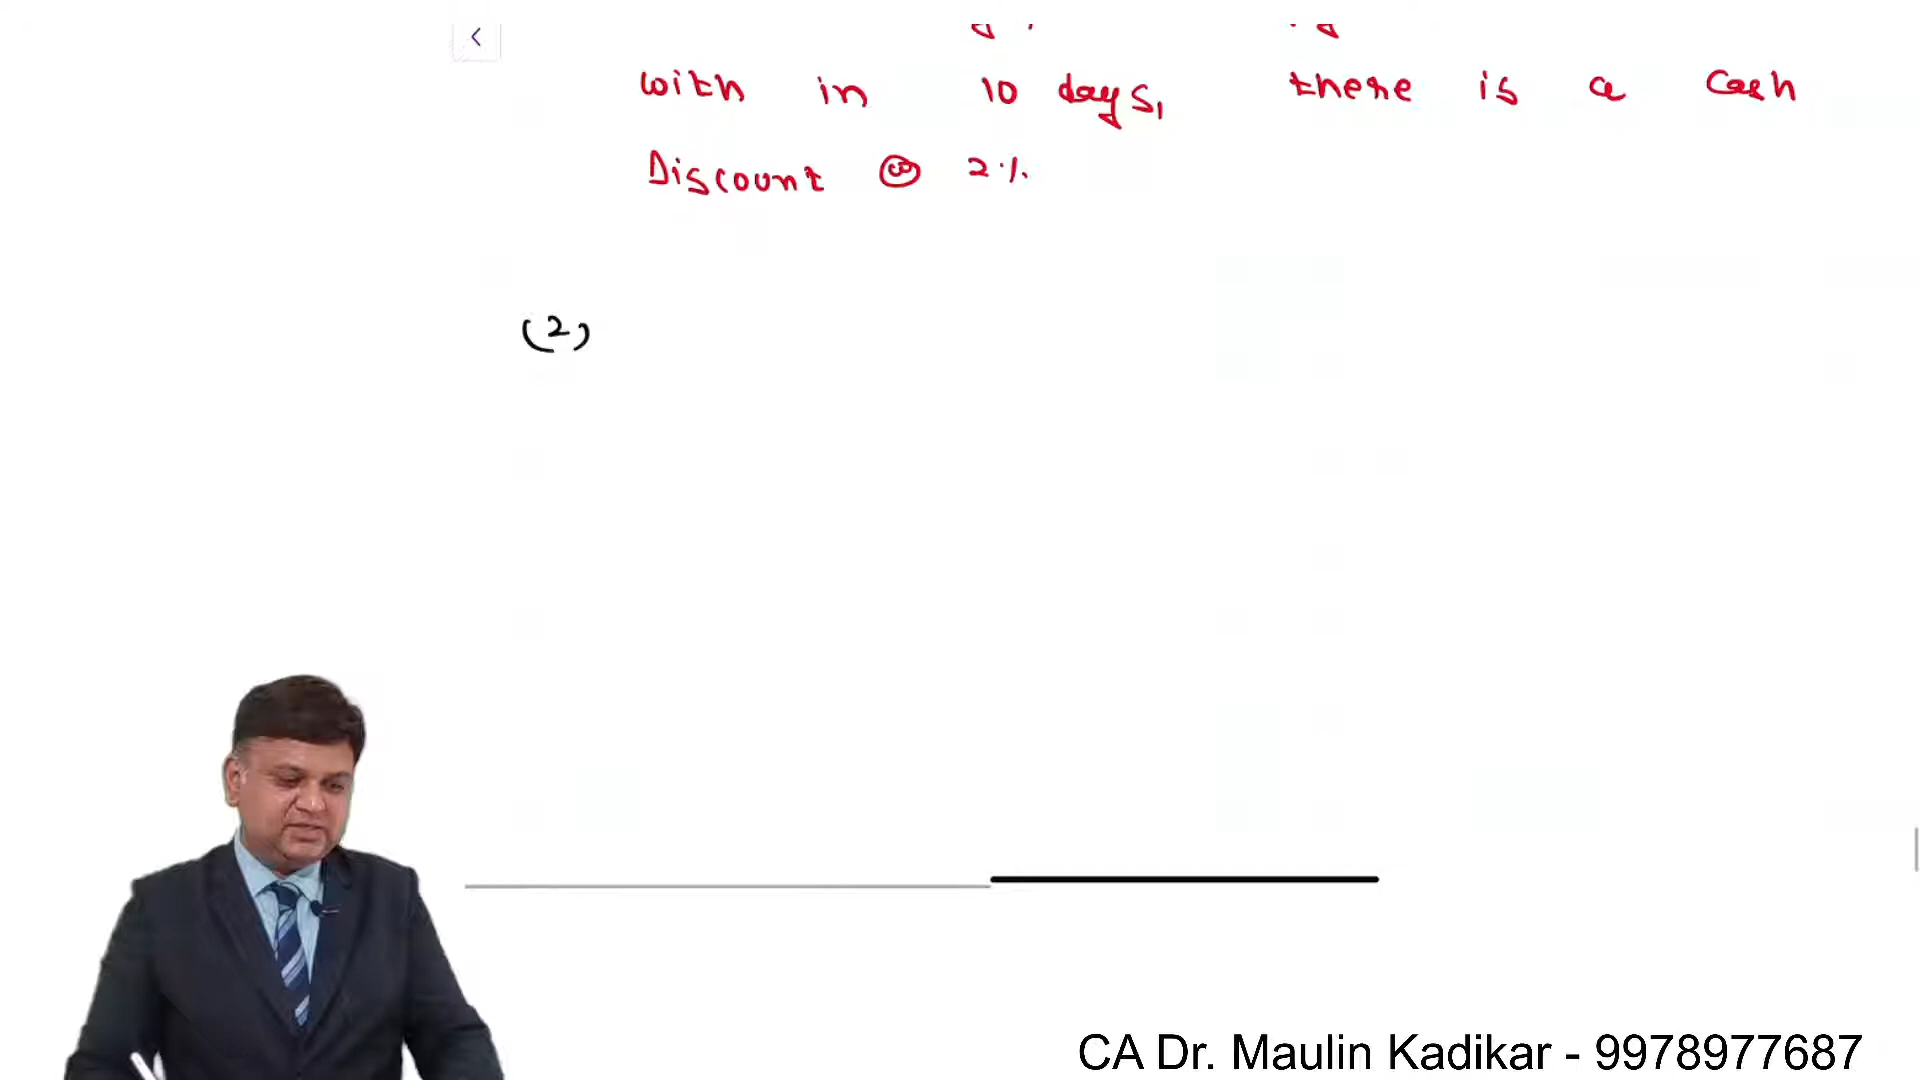 with in 10 days, there is a cash
Discount @ 2%
(2)
CA Dr. Maulin Kadikar - 9978977687